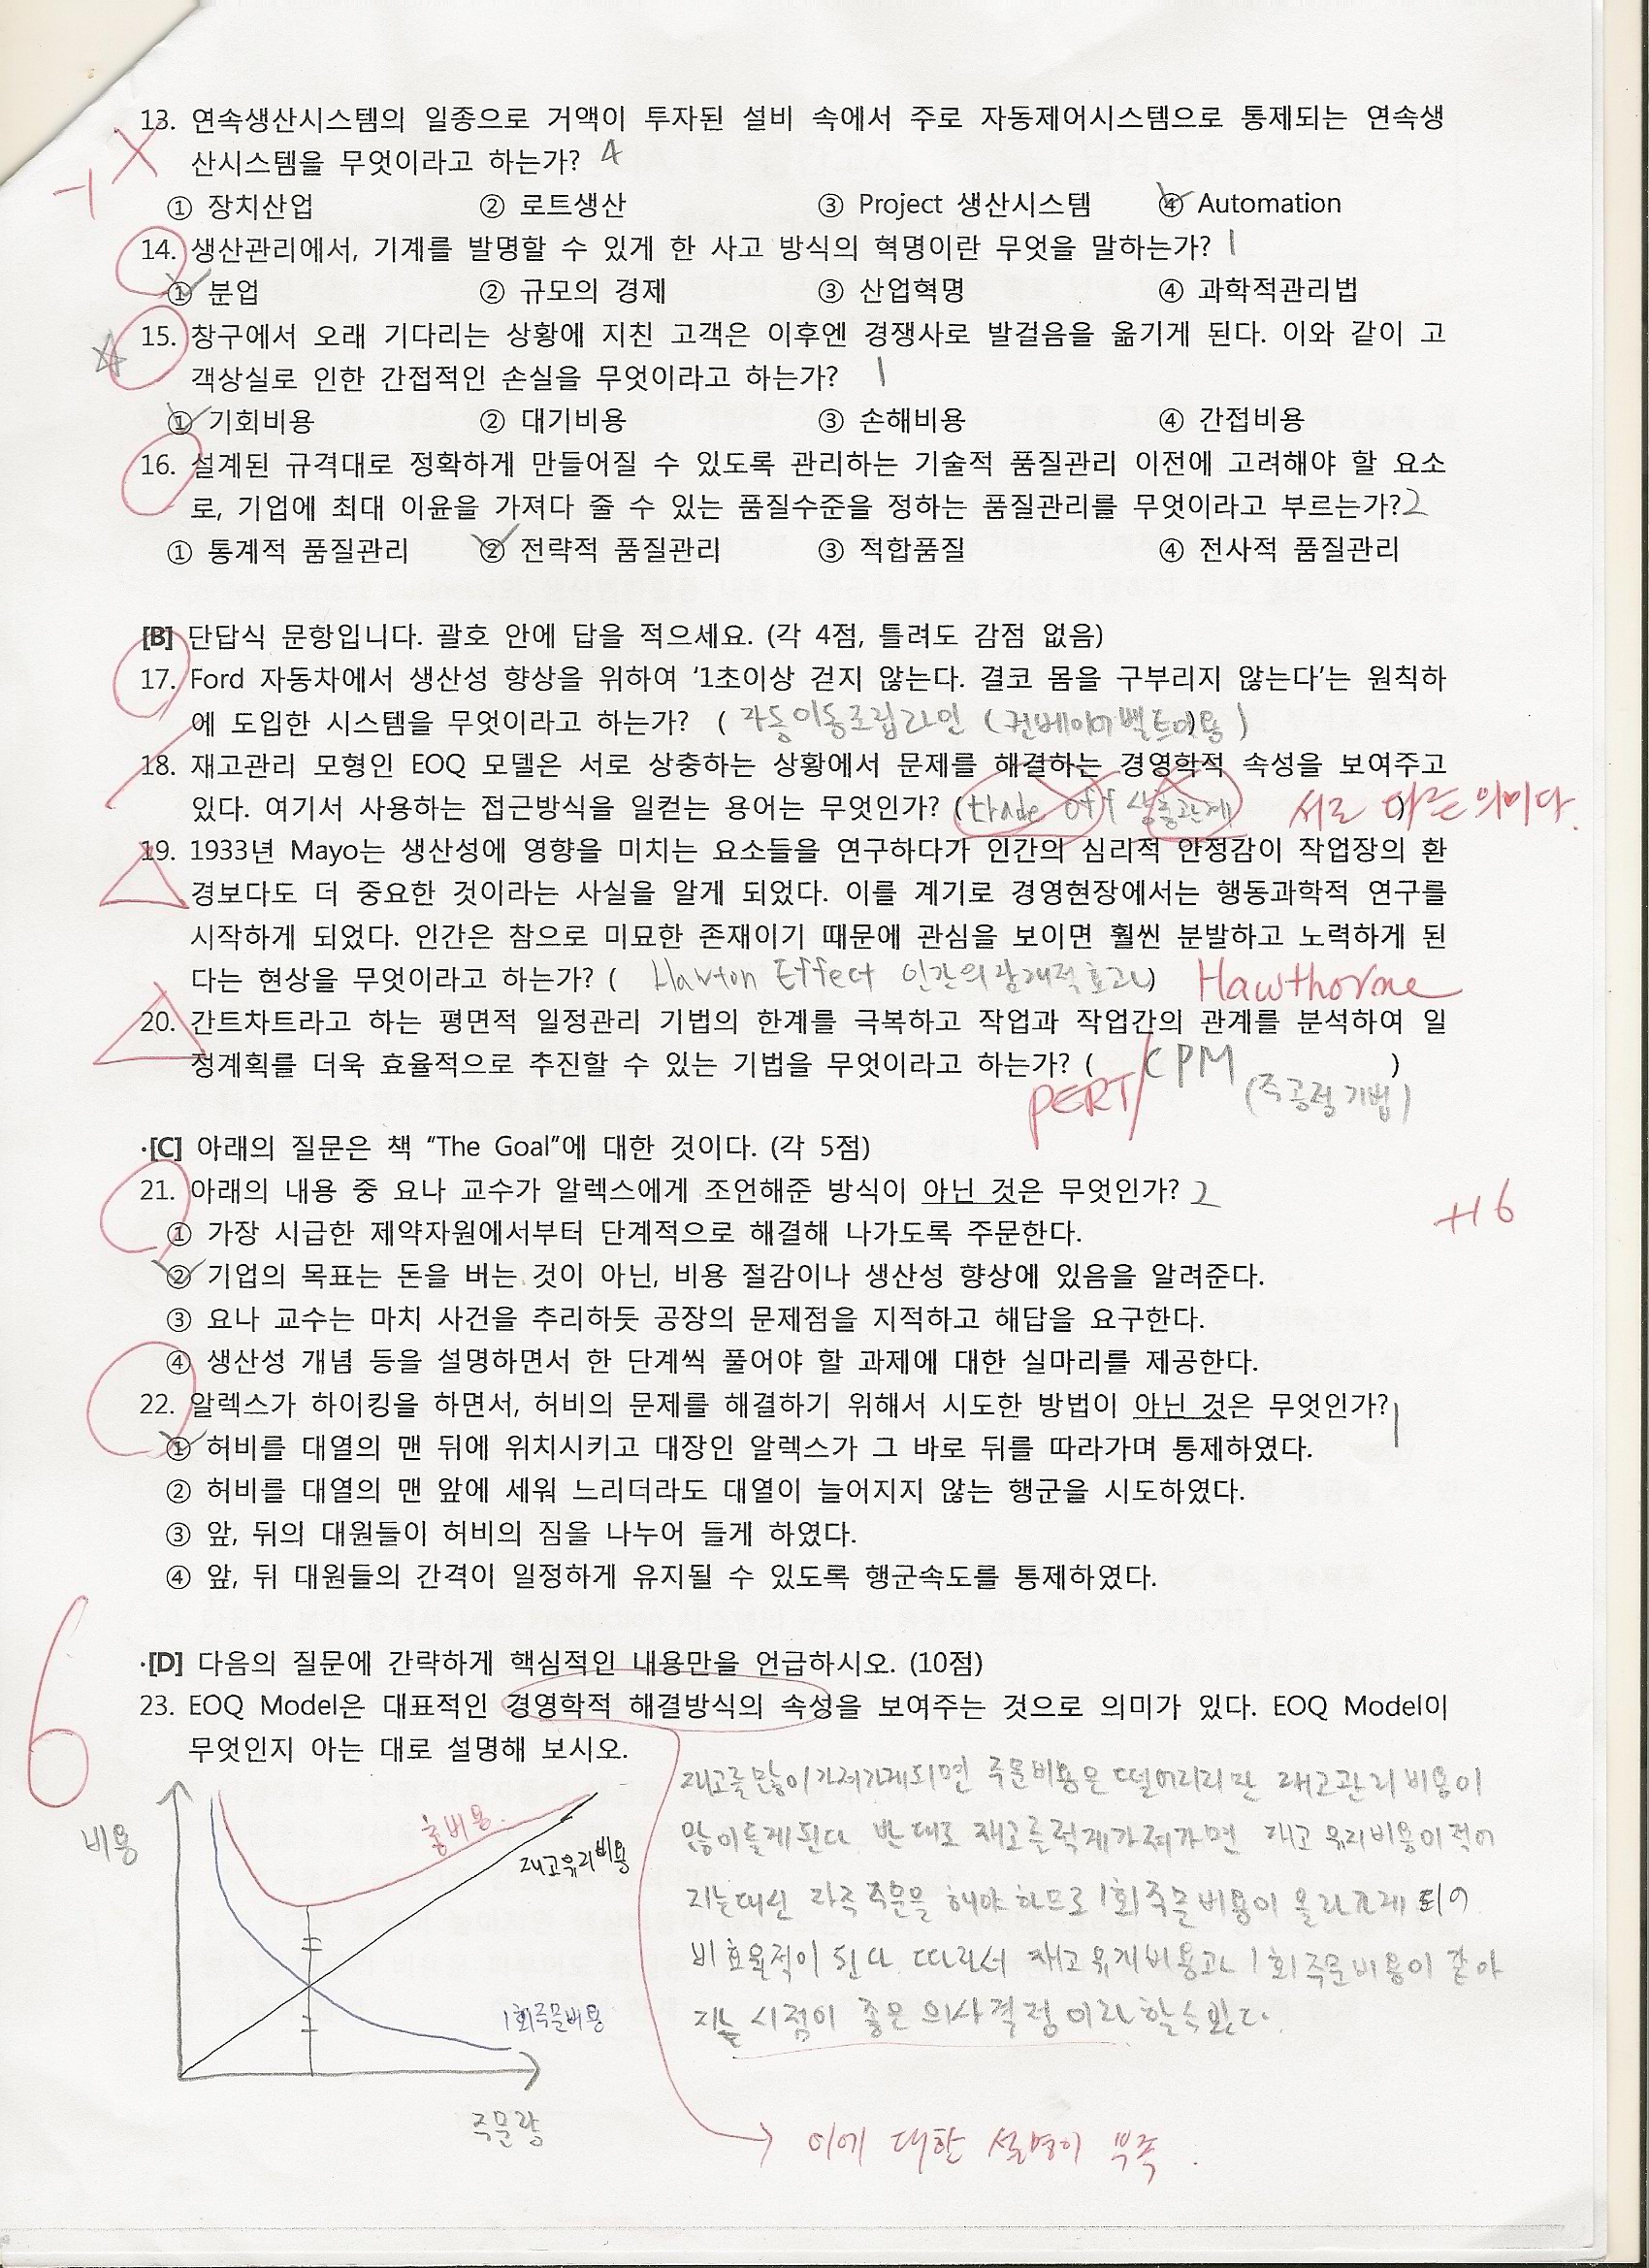 13. 연속생산시스템의 일종으로 거액이 투자된 설비 속에서 주로 자동제어시스템으로 통제되는 연속생
산시스템을 무엇이라고 하는가? 4
-1
① 장치산업 ② 로트생산 ③ Project 생산시스템 ④ Automation
14. 생산관리에서, 기계를 발명할 수 있게 한 사고 방식의 혁명이란 무엇을 말하는가? 1
① 분업 ② 규모의 경제 ③ 산업혁명 ④ 과학적관리법
15. 창구에서 오래 기다리는 상황에 지친 고객은 이후엔 경쟁사로 발걸음을 옮기게 된다. 이와 같이 고
객상실로 인한 간접적인 손실을 무엇이라고 하는가? 1
① 기회비용 ② 대기비용 ③ 손해비용 ④ 간접비용
16. 설계된 규격대로 정확하게 만들어질 수 있도록 관리하는 기술적 품질관리 이전에 고려해야 할 요소
로, 기업에 최대 이윤을 가져다 줄 수 있는 품질수준을 정하는 품질관리를 무엇이라고 부르는가? 2
① 통계적 품질관리 ② 전략적 품질관리 ③ 적합품질 ④ 전사적 품질관리
[B] 단답식 문항입니다. 괄호 안에 답을 적으세요. (각 4점, 틀려도 감점 없음)
17. Ford 자동차에서 생산성 향상을 위하여 '1초이상 걷지 않는다. 결코 몸을 구부리지 않는다'는 원칙하
에 도입한 시스템을 무엇이라고 하는가? ( 자동이동조립라인 (컨베이어벨트이용)
18. 재고관리 모형인 EOQ 모델은 서로 상충하는 상황에서 문제를 해결하는 경영학적 속성을 보여주고
있다. 여기서 사용하는 접근방식을 일컫는 용어는 무엇인가? (trade off 상충관계) 서로 다른 의미다.
19. 1933년 Mayo는 생산성에 영향을 미치는 요소들을 연구하다가 인간의 심리적 안정감이 작업장의 환
경보다도 더 중요한 것이라는 사실을 알게 되었다. 이를 계기로 경영현장에서는 행동과학적 연구를
시작하게 되었다. 인간은 참으로 미묘한 존재이기 때문에 관심을 보이면 훨씬 분발하고 노력하게 된
다는 현상을 무엇이라고 하는가? ( Havton Effect 인간의 관계적효과) Hawthorne
20. 간트차트라고 하는 평면적 일정관리 기법의 한계를 극복하고 작업과 작업간의 관계를 분석하여 일
정계획를 더욱 효율적으로 추진할 수 있는 기법을 무엇이라고 하는가? ( CPM )
PERT/ (주공정기법)
·[C] 아래의 질문은 책 “The Goal”에 대한 것이다. (각 5점)
21. 아래의 내용 중 요나 교수가 알렉스에게 조언해준 방식이 아닌 것은 무엇인가? 2
+16
① 가장 시급한 제약자원에서부터 단계적으로 해결해 나가도록 주문한다.
② 기업의 목표는 돈을 버는 것이 아닌, 비용 절감이나 생산성 향상에 있음을 알려준다.
③ 요나 교수는 마치 사건을 추리하듯 공장의 문제점을 지적하고 해답을 요구한다.
④ 생산성 개념 등을 설명하면서 한 단계씩 풀어야 할 과제에 대한 실마리를 제공한다.
22. 알렉스가 하이킹을 하면서, 허비의 문제를 해결하기 위해서 시도한 방법이 아닌 것은 무엇인가? 1
① 허비를 대열의 맨 뒤에 위치시키고 대장인 알렉스가 그 바로 뒤를 따라가며 통제하였다.
② 허비를 대열의 맨 앞에 세워 느리더라도 대열이 늘어지지 않는 행군을 시도하였다.
③ 앞, 뒤의 대원들이 허비의 짐을 나누어 들게 하였다.
④ 앞, 뒤 대원들의 간격이 일정하게 유지될 수 있도록 행군속도를 통제하였다.
6
·[D] 다음의 질문에 간략하게 핵심적인 내용만을 언급하시오. (10점)
23. EOQ Model은 대표적인 경영학적 해결방식의 속성을 보여주는 것으로 의미가 있다. EOQ Model이
무엇인지 아는 대로 설명해 보시오.
비용
총비용
재고유지비용
1회주문비용
주문량
재고를많이가져가게되면 주문비용은 떨어지지만 재고관리비용이
많이들게된다 반대로 재고를적게가져가면 재고유지비용이적어
지는대신 자주 주문을 해야 하므로 1회 주문비용이 올라가게 되어
비효율적이 된다 따라서 재고유지비용과 1회주문비용이 같아
지는 시점이 좋은 의사결정 이라 할수있다.
이에 대한 설명이 부족.